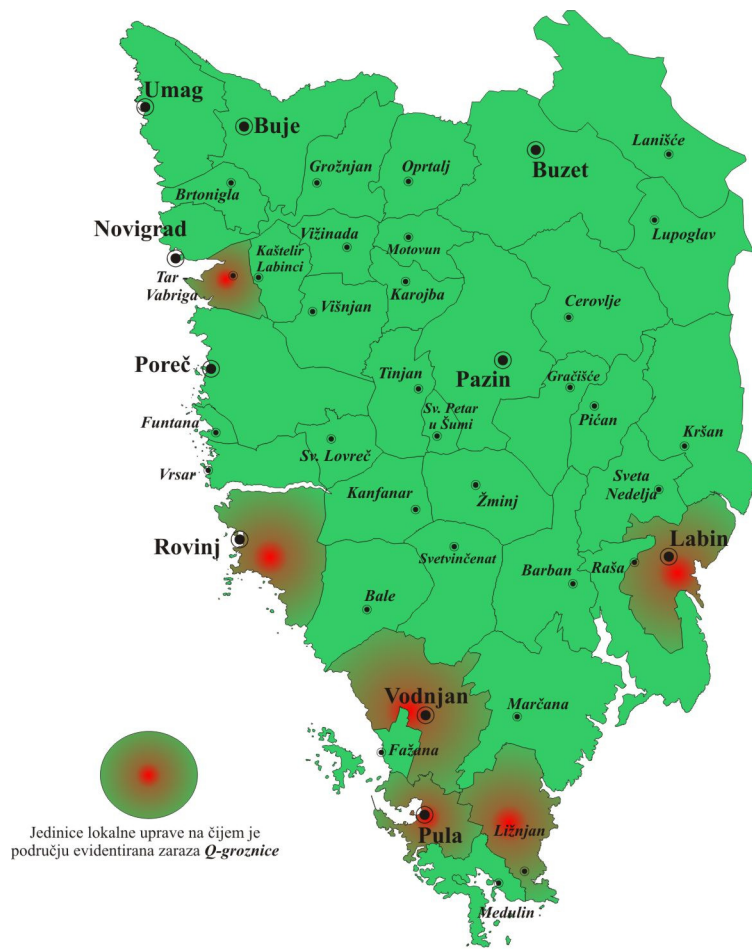 Umag
Buje
Lanišće
Buzet
Grožnjan
Oprtalj
Brtonigla
Lupoglav
Novigrad
Vižinada
Motovun
Kaštelir
Labinci
Tar -
Vabriga
Karojba
Višnjan
Cerovlje
Poreč
Tinjan
Pazin
Gračišće
Sv. Petar
u Šumi
Pićan
Funtana
Kršan
Sv. Lovreč
Vrsar
Sveta
Nedelja
Kanfanar
Žminj
Rovinj
Labin
Svetvinčenat
Barban
Raša
Bale
Vodnjan
Marčana
Fažana
Pula
Ližnjan
Jedinice lokalne uprave na čijem je
području evidentirana zaraza Q-groznice
Medulin